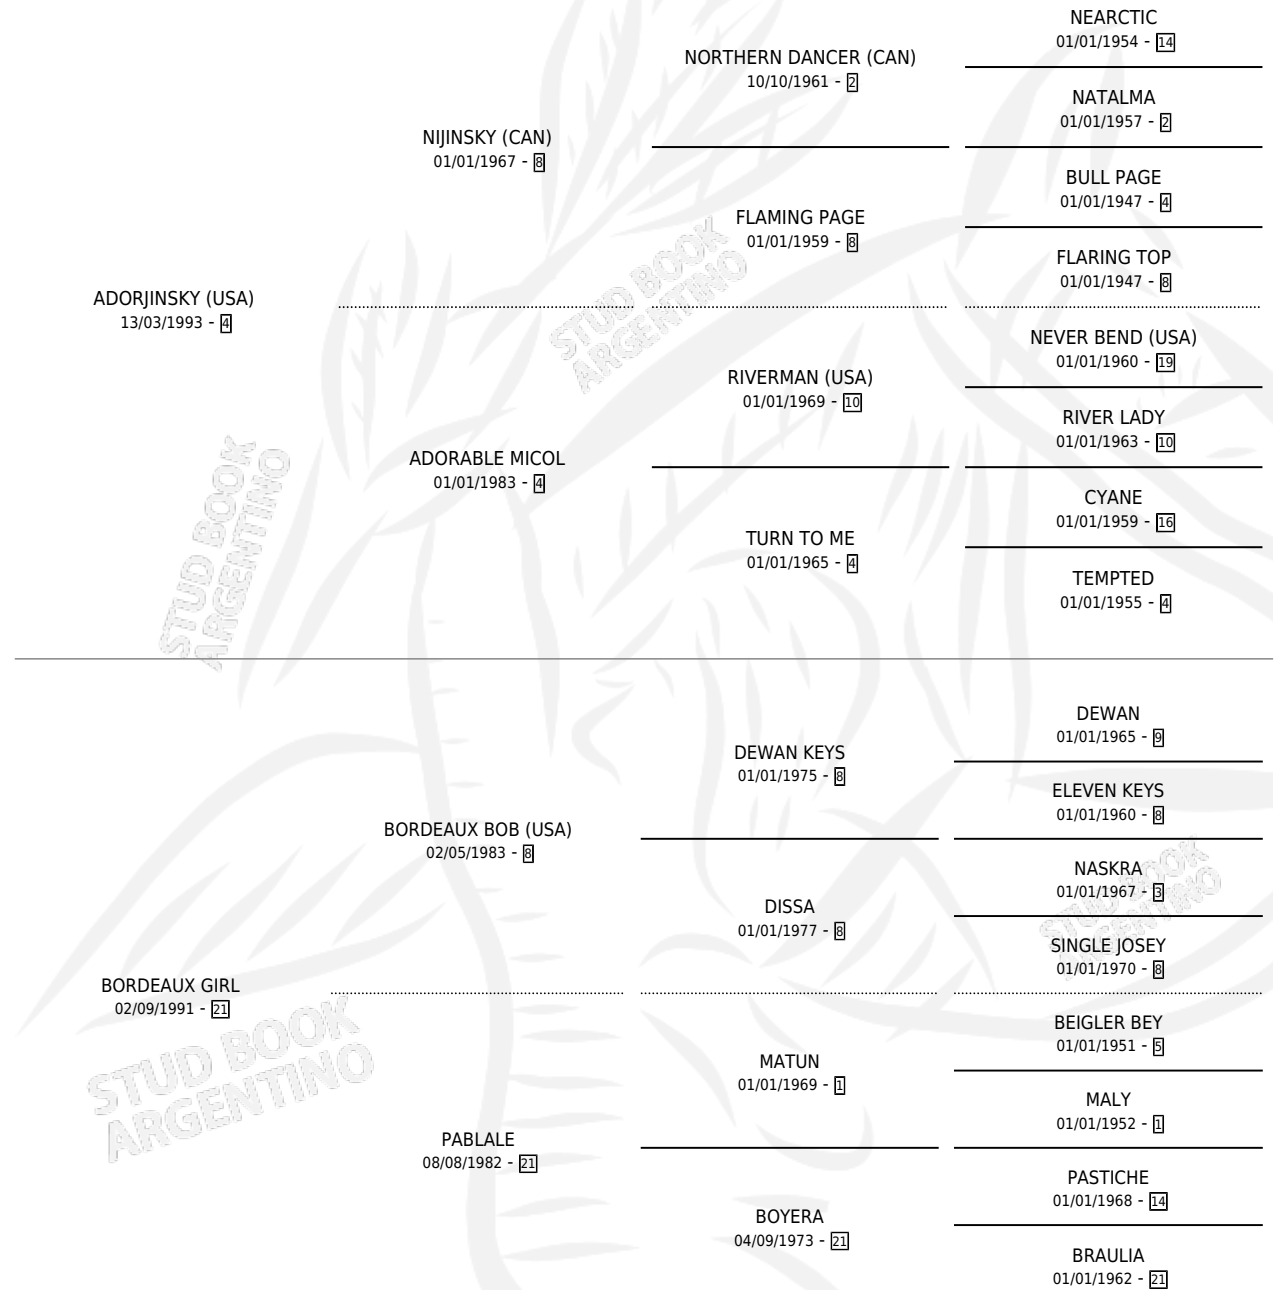 NEARCTIC
01/01/1954 - 14
NORTHERN DANCER (CAN)
10/10/1961 - 2
NATALMA
01/01/1957 - 2
NIJINSKY (CAN)
01/01/1967 - 8
BULL PAGE
01/01/1947 - 4
FLAMING PAGE
01/01/1959 - 8
FLARING TOP
01/01/1947 - 8
ADORJINSKY (USA)
13/03/1993 - 4
NEVER BEND (USA)
01/01/1960 - 19
RIVERMAN (USA)
01/01/1969 - 10
RIVER LADY
01/01/1963 - 10
ADORABLE MICOL
01/01/1983 - 4
CYANE
01/01/1959 - 16
TURN TO ME
01/01/1965 - 4
TEMPTED
01/01/1955 - 4
DEWAN
01/01/1965 - 9
DEWAN KEYS
01/01/1975 - 8
ELEVEN KEYS
01/01/1960 - 8
BORDEAUX BOB (USA)
02/05/1983 - 8
NASKRA
01/01/1967 - 3
DISSA
01/01/1977 - 8
SINGLE JOSEY
01/01/1970 - 8
BORDEAUX GIRL
02/09/1991 - 21
BEIGLER BEY
01/01/1951 - 5
MATUN
01/01/1969 - 1
MALY
01/01/1952 - 1
PABLALE
08/08/1982 - 21
PASTICHE
01/01/1968 - 14
BOYERA
04/09/1973 - 21
BRAULIA
01/01/1962 - 21
STUD BOOK
ARGENTINO
STUD BOOK
ARGENTINO
STUD BOOK
ARGENTINO
STUD BOOK
ARGENTINO